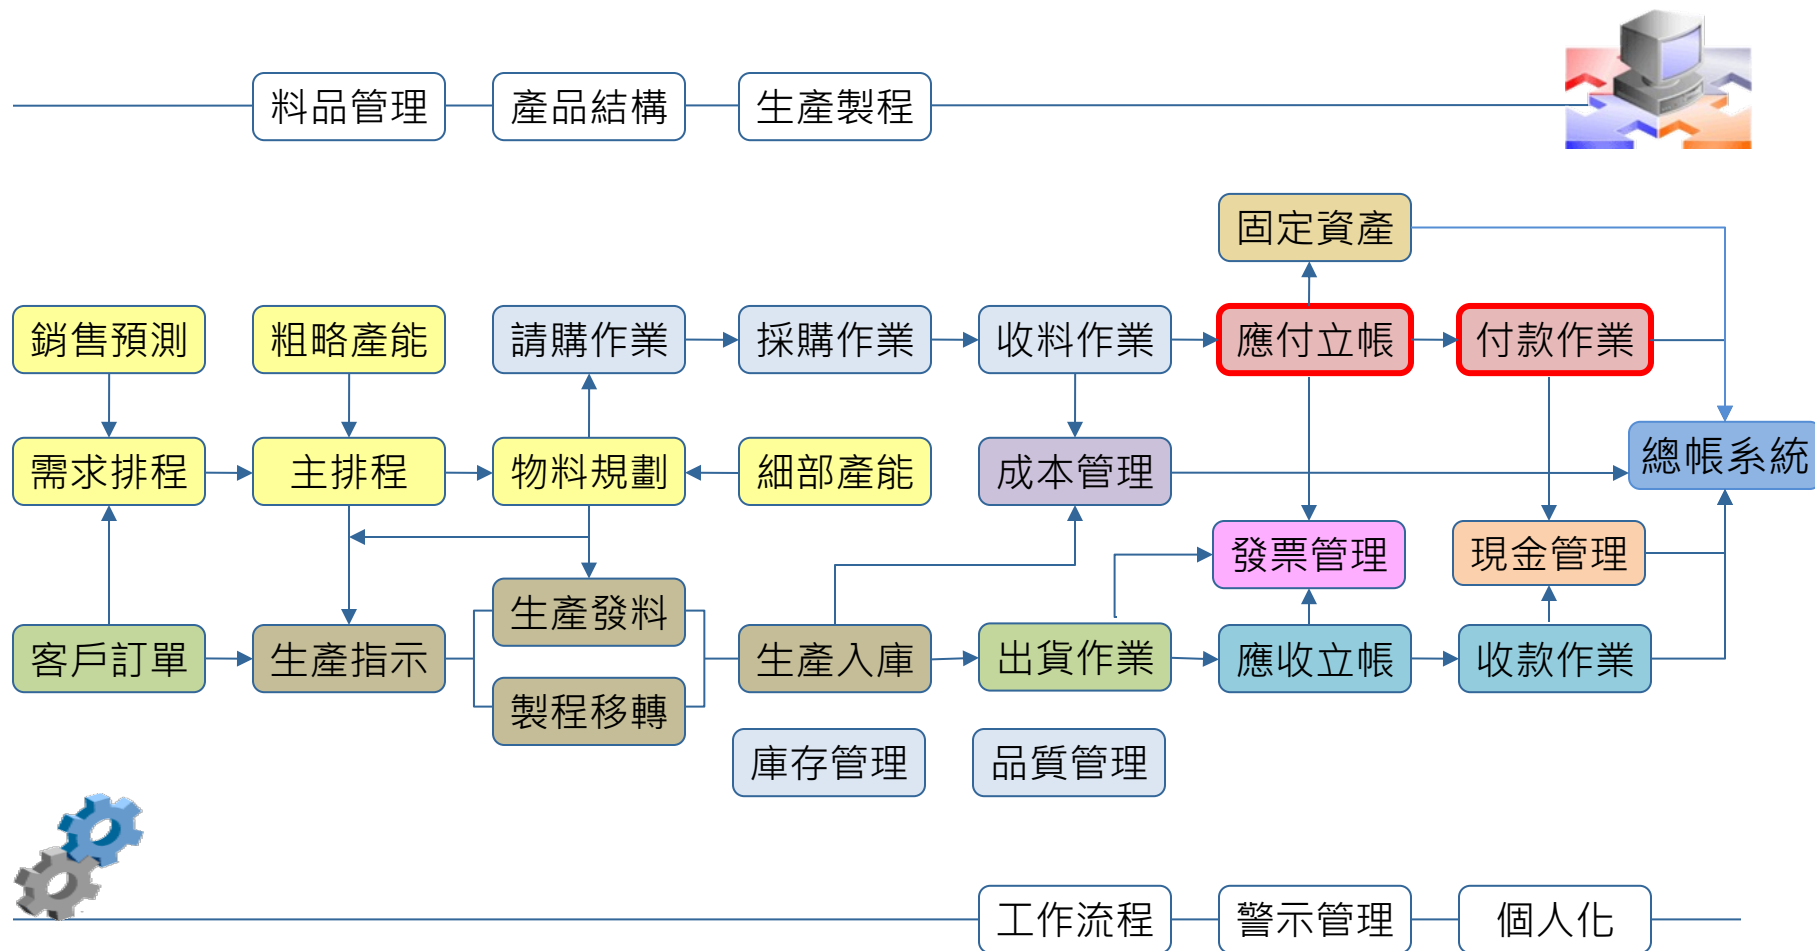 料品管理
產品結構
生產製程
固定資產
銷售預測
粗略產能
請購作業
採購作業
收料作業
應付立帳
付款作業
需求排程
主排程
物料規劃
細部產能
成本管理
總帳系統
發票管理
現金管理
生產發料
客戶訂單
生產指示
生產入庫
出貨作業
應收立帳
收款作業
製程移轉
庫存管理
品質管理
工作流程
警示管理
個人化